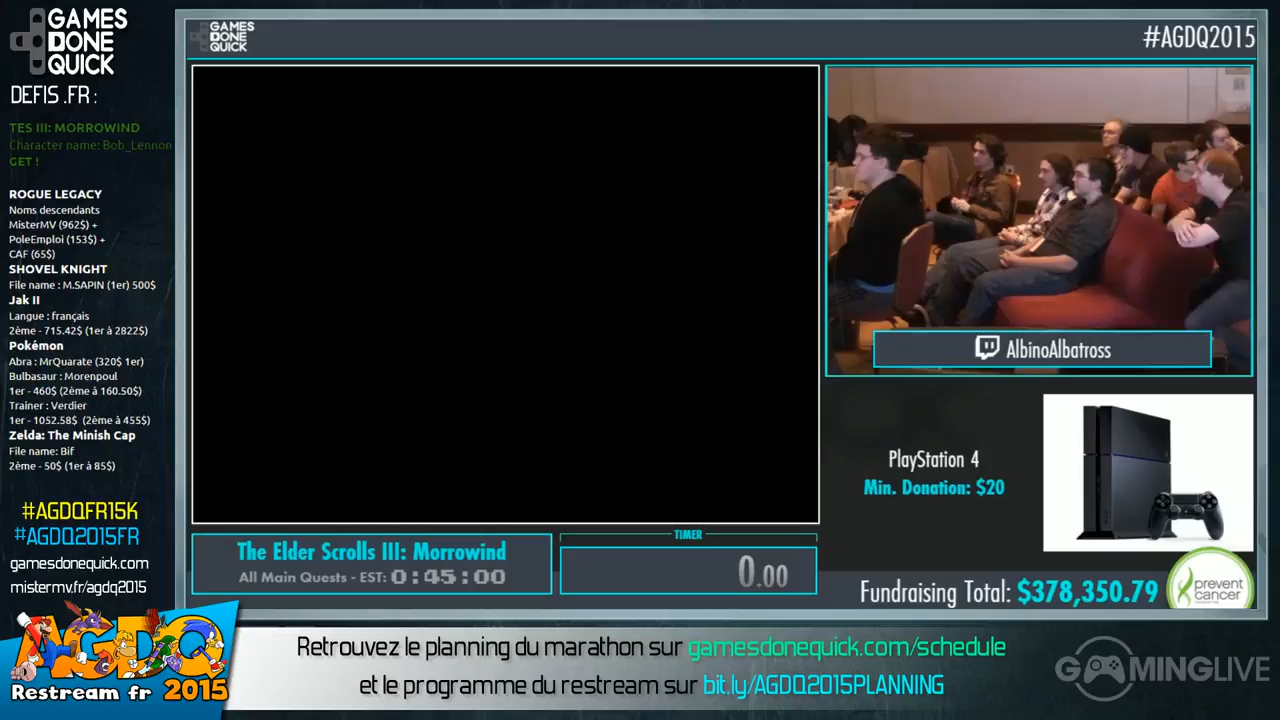 GAMES
DONE
QUICK
DEFIS .FR :
TES III: MORROWIND
Character name: Bob_Lennon
GET !
ROGUE LEGACY
Noms descendants
MisterMV (962$) +
PoleEmploi (153$) +
CAF (65$)
SHOVEL KNIGHT
File name : M.SAPIN (1er) 500$
Jak II
Langue : français
2ème - 715.42$ (1er à 2822$)
Pokémon
Abra : MrQuarate (320$ 1er)
Bulbasaur : Morenpoul
1er - 460$ (2ème à 160.50$)
Trainer : Verdier
1er - 1052.58$ (2ème à 455$)
Zelda: The Minish Cap
File name: Bif
2ème - 50$ (1er à 85$)
#AGDQFR15K
#AGDQ2015FR
gamesdonequick.com
mistermv.fr/agdq2015
AGDQ
Restream fr 2015
GAMES
DONE
QUICK
#AGDQ2015
AlbinoAlbatross
PlayStation 4
Min. Donation: $20
The Elder Scrolls III: Morrowind
All Main Quests - EST: 0:45:00
TIMER
0.00
Fundraising Total: $378,350.79
prevent
cancer
Retrouvez le planning du marathon sur gamesdonequick.com/schedule
et le programme du restream sur bit.ly/AGDQ2015PLANNING
GAMINGLIVE